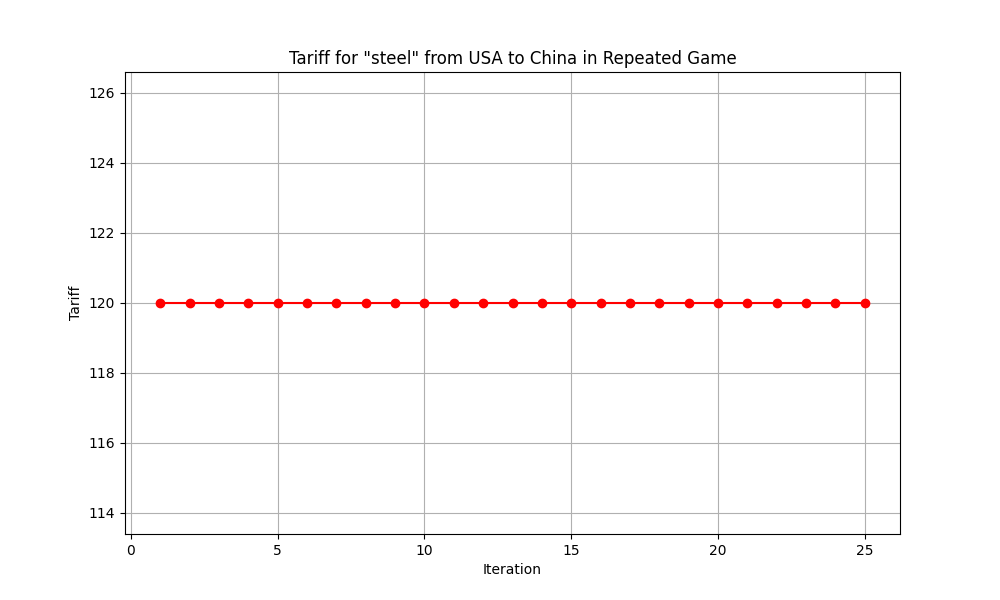 Tariff for "steel" from USA to China in Repeated Game
126
124
122
120
118
116
114
Tariff
0 5 10 15 20 25
Iteration